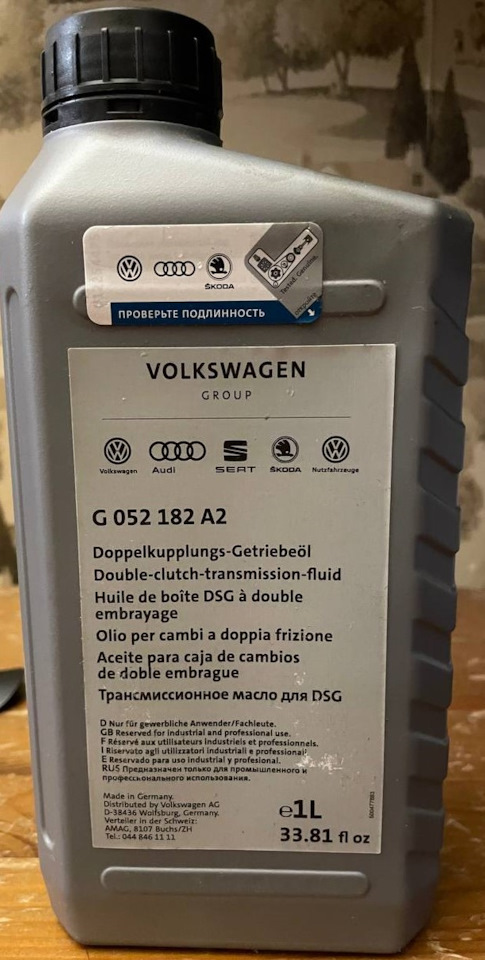 ŠKODA
Tested. Genuine.
ПРОВЕРЬТЕ ПОДЛИННОСТЬ
VOLKSWAGEN
GROUP
Volkswagen Audi SEAT ŠKODA Nutzfahrzeuge
G 052 182 A2
Doppelkupplungs-Getriebeöl
Double-clutch-transmission-fluid
Huile de boîte DSG à double
embrayage
Olio per cambi a doppia frizione
Aceite para caja de cambios
de doble embrague
Трансмиссионное масло для DSG
D Nur für gewerbliche Anwender/Fachleute.
GB Reserved for industrial and professional use.
F Réservé aux utilisateurs industriels et professionnels.
I Riservato agli utilizzatori industriali e professionali
E Reservado para uso industrial y profesional.
RUS Предназначен только для промышленного и
профессионального использования.
Made in Germany.
Distributed by Volkswagen AG
D-38436 Wolfsburg, Germany.
Verteiler in der Schweiz:
AMAG, 8107 Buchs/ZH
Tel.: 044 846 11 11
e1L
33.81 fl oz